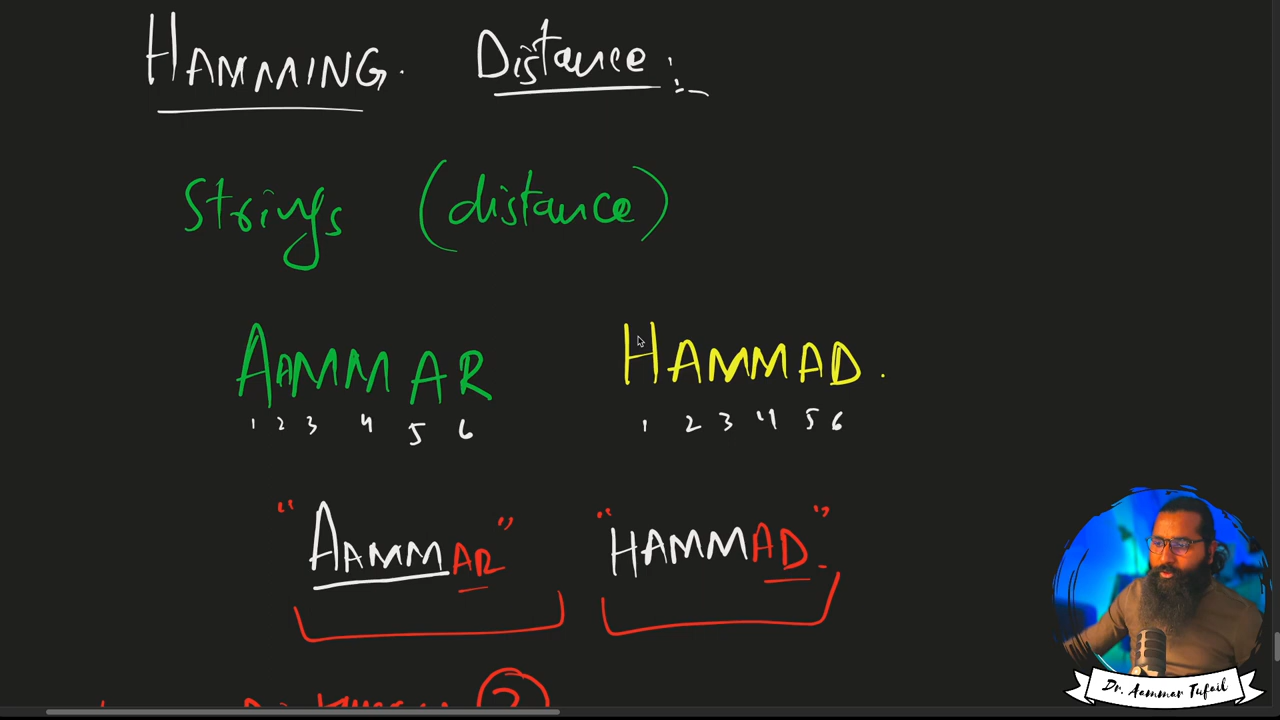 HAMMING. Distance :-
Strings (distance)
AAMMAR HAMMAD.
1 2 3 4 5 6 1 2 3 4 5 6
"AAMMAR" "HAMMAD"
Dr. Aammar Tufail